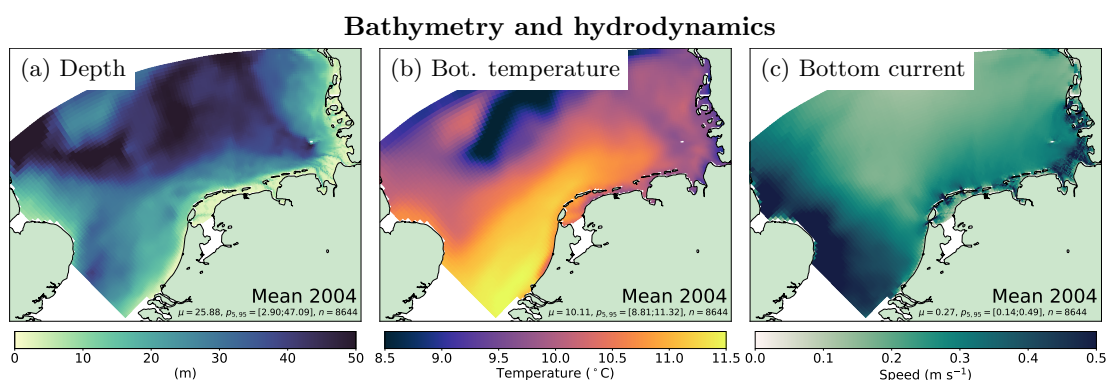 Bathymetry and hydrodynamics
(a) Depth
(b) Bot. temperature
(c) Bottom current
Mean 2004
μ = 25.88, p5,95 = [2.90;47.09], n = 8644
Mean 2004
μ = 10.11, p5,95 = [8.81;11.32], n = 8644
Mean 2004
μ = 0.27, p5,95 = [0.14;0.49], n = 8644
0 10 20 30 40 50
(m)
8.5 9.0 9.5 10.0 10.5 11.0 11.5
Temperature (°C)
0.0 0.1 0.2 0.3 0.4 0.5
Speed (m s⁻¹)